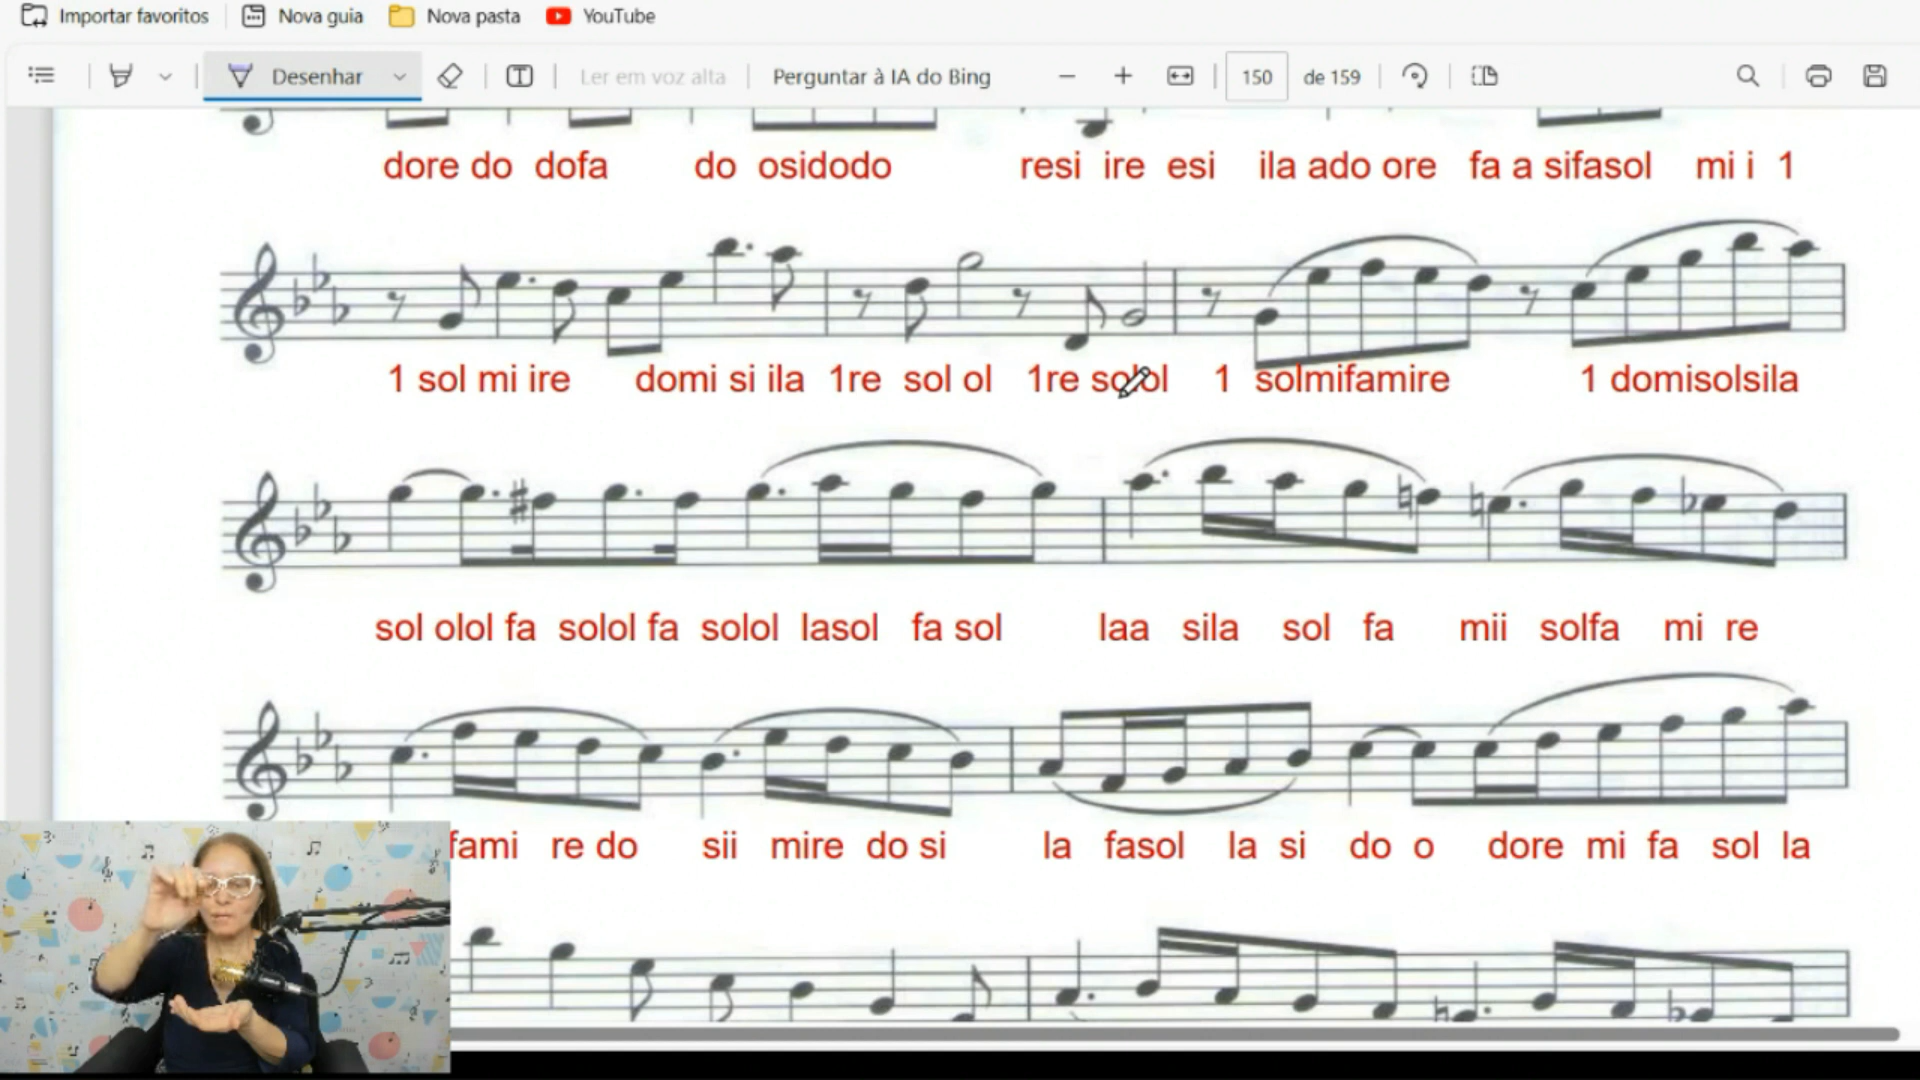 Importar favoritos Nova guia Nova pasta YouTube
Desenhar Ler em voz alta Perguntar à IA do Bing 150 de 159
dore do dofa do osidodo resi ire esi ila ado ore fa a sifasol mi i 1
1 sol mi ire domi si ila 1re sol ol 1re solol 1 solmifamire 1 domisolsila
sol olol fa solol fa solol lasol fa sol laa sila sol fa mii solfa mi re
fami re do sii mire do si la fasol la si do o dore mi fa sol la